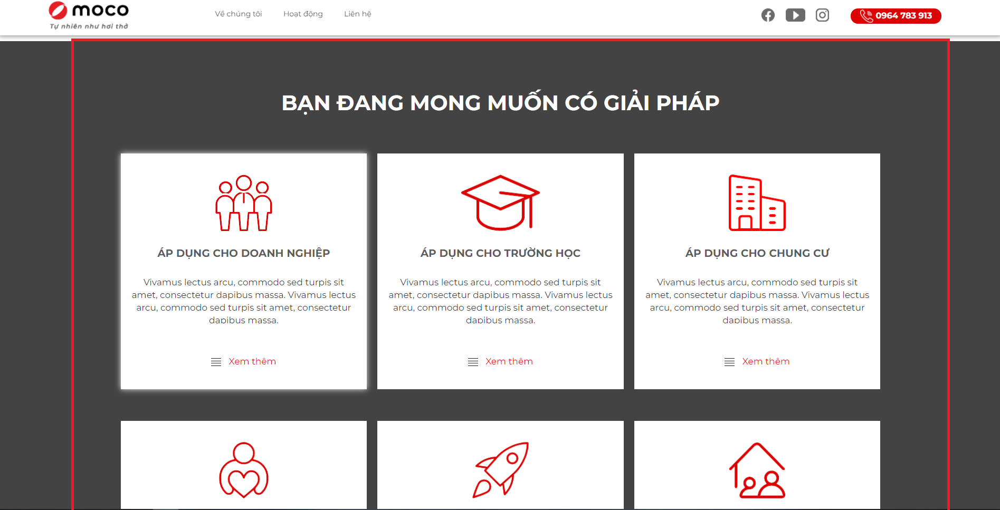 moco
Tự nhiên như hơi thở
Về chúng tôi
Hoạt động
Liên hệ
0964 783 913
BẠN ĐANG MONG MUỐN CÓ GIẢI PHÁP
ÁP DỤNG CHO DOANH NGHIỆP
Vivamus lectus arcu, commodo sed turpis sit
amet, consectetur dapibus massa. Vivamus lectus
arcu, commodo sed turpis sit amet, consectetur
dapibus massa.
Xem thêm
ÁP DỤNG CHO TRƯỜNG HỌC
Vivamus lectus arcu, commodo sed turpis sit
amet, consectetur dapibus massa. Vivamus lectus
arcu, commodo sed turpis sit amet, consectetur
dapibus massa.
Xem thêm
ÁP DỤNG CHO CHUNG CƯ
Vivamus lectus arcu, commodo sed turpis sit
amet, consectetur dapibus massa. Vivamus lectus
arcu, commodo sed turpis sit amet, consectetur
dapibus massa.
Xem thêm